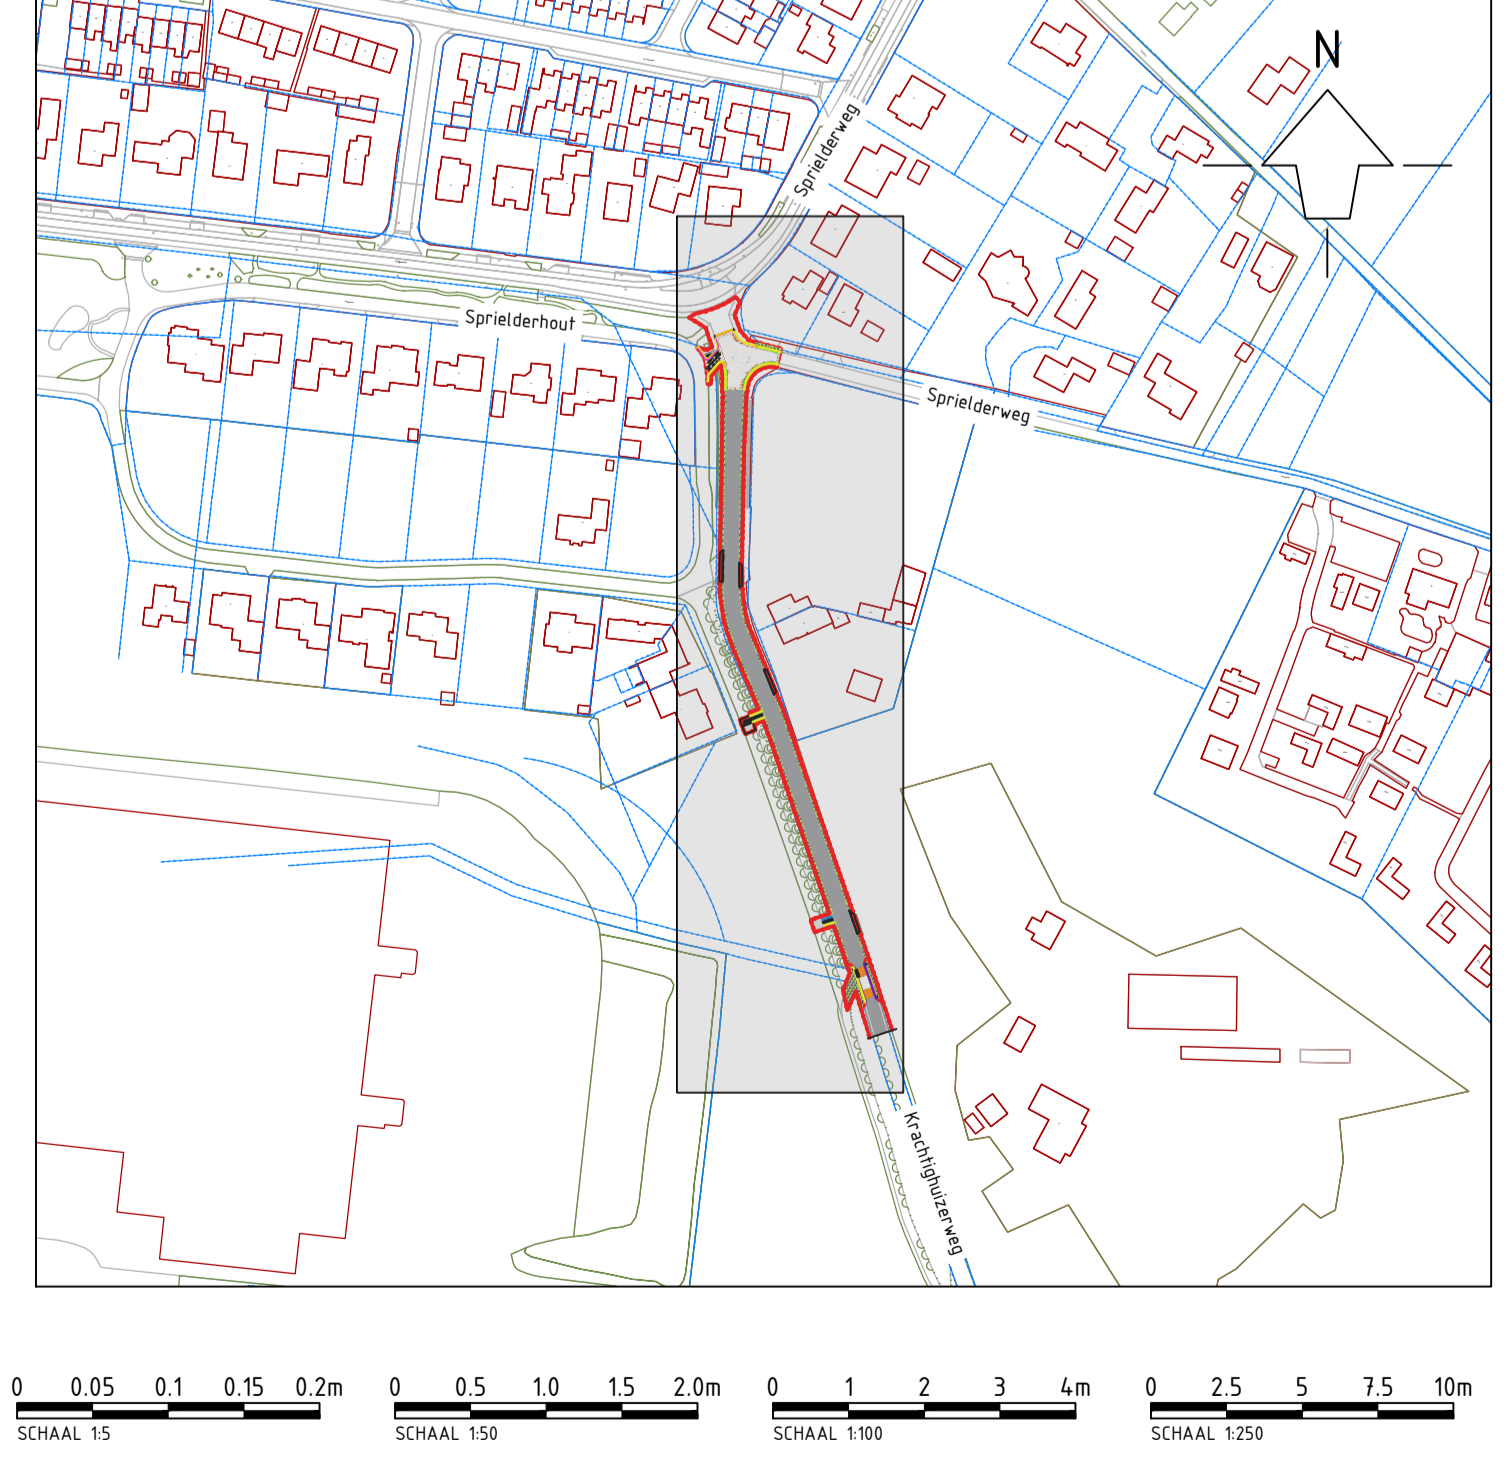 N
Sprielderweg
Sprielderhout
Sprielderweg
Krachtighuizerweg
0 0.05 0.1 0.15 0.2m
SCHAAL 1:5
0 0.5 1.0 1.5 2.0m
SCHAAL 1:50
0 1 2 3 4m
SCHAAL 1:100
0 2.5 5 7.5 10m
SCHAAL 1:250